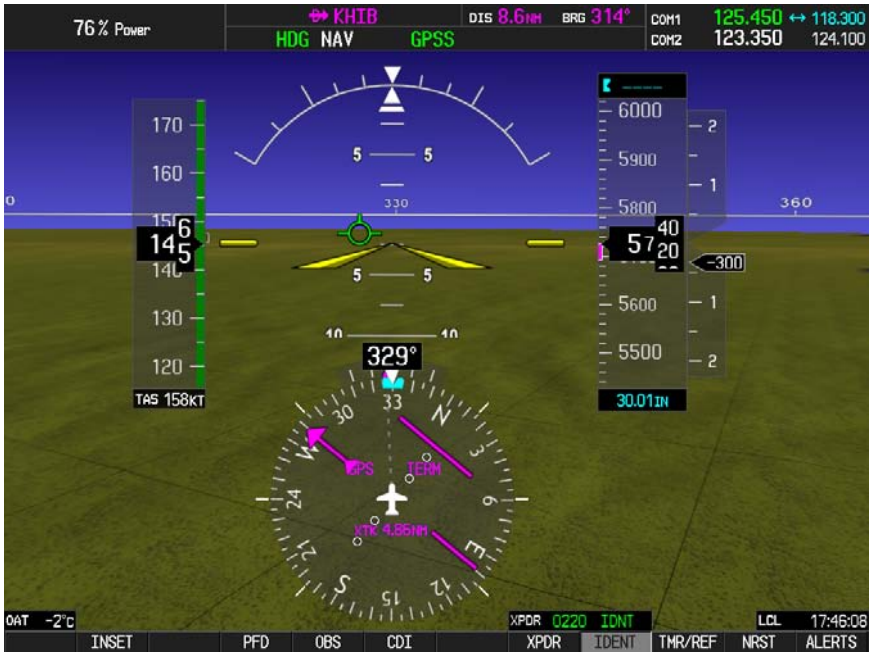 76% Power
D→ KHIB DIS 8.6NM BRG 314°
HDG NAV GPSS
COM1 125.450 ↔ 118.300
COM2 123.350 124.100
170
160
150
146
5
140
130
120
TAS 158KT
5 5
0 330 360
5 5
10 10
6000
5900
5800
57 40
20
5600
5500
2
1
-300
1
2
30.01IN
329°
30 33 N 3 6 E 12 15 S 21 24 W
GPS TERM
XTK 4.86NM
OAT -2°C
XPDR 0220 IDNT
LCL 17:46:08
INSET PFD OBS CDI XPDR IDENT TMR/REF NRST ALERTS